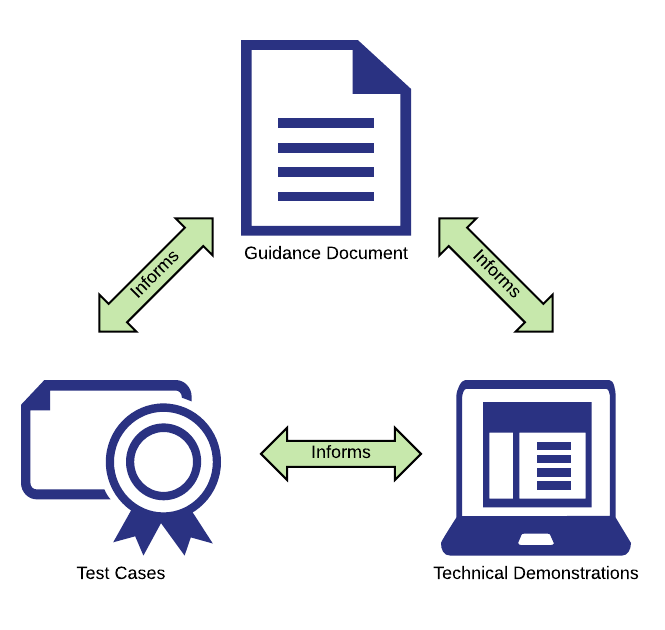 Guidance Document
Informs
Informs
Informs
Test Cases
Technical Demonstrations